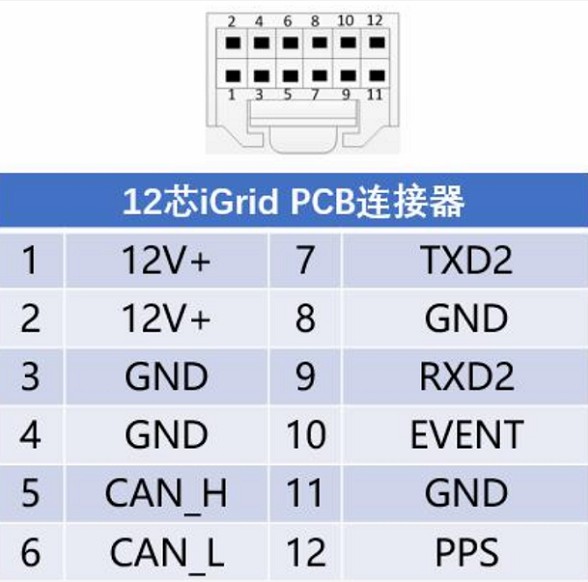 2 4 6 8 10 12
1 3 5 7 9 11
12芯iGrid PCB连接器
1 12V+ 7 TXD2
2 12V+ 8 GND
3 GND 9 RXD2
4 GND 10 EVENT
5 CAN_H 11 GND
6 CAN_L 12 PPS